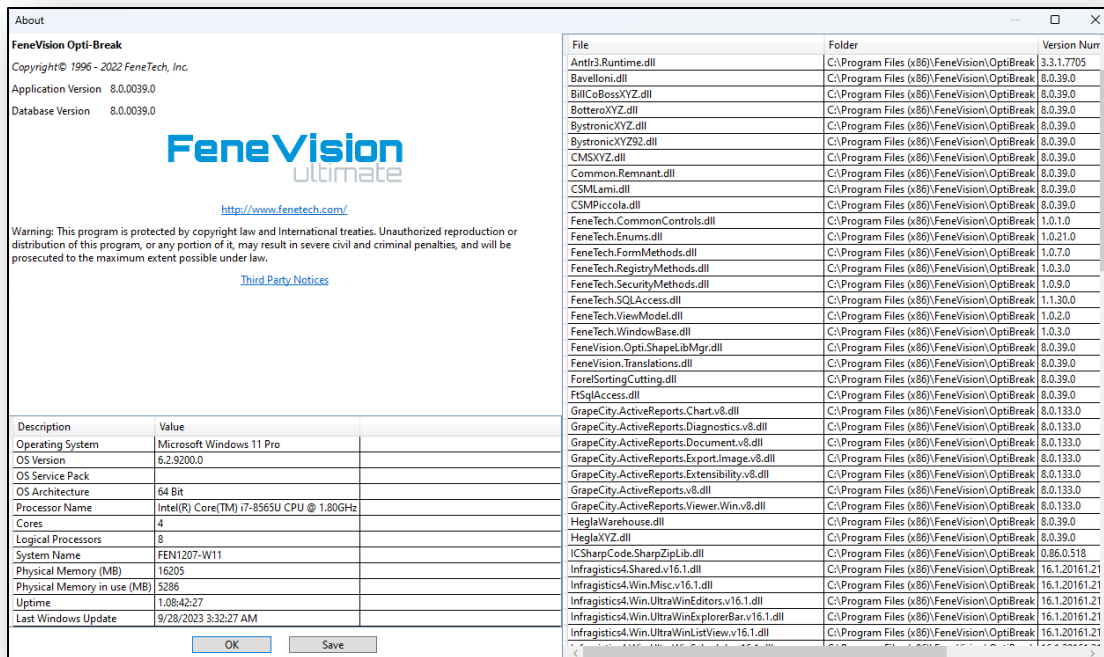 About
FeneVision Opti-Break
Copyright© 1996 - 2022 FeneTech, Inc.
Application Version 8.0.0039.0
Database Version 8.0.0039.0
FeneVision
ultimate
http://www.fenetech.com/
Warning: This program is protected by copyright law and International treaties. Unauthorized reproduction or
distribution of this program, or any portion of it, may result in severe civil and criminal penalties, and will be
prosecuted to the maximum extent possible under law.
Third Party Notices
Description Value
Operating System Microsoft Windows 11 Pro
OS Version 6.2.9200.0
OS Service Pack
OS Architecture 64 Bit
Processor Name Intel(R) Core(TM) i7-8565U CPU @ 1.80GHz
Cores 4
Logical Processors 8
System Name FEN1207-W11
Physical Memory (MB) 16205
Physical Memory in use (MB) 5286
Uptime 1.08:42:27
Last Windows Update 9/28/2023 3:32:27 AM
OK Save
File Folder Version Num
Antlr3.Runtime.dll C:\Program Files (x86)\FeneVision\OptiBreak 3.3.1.7705
Bavelloni.dll C:\Program Files (x86)\FeneVision\OptiBreak 8.0.39.0
BillCoBossXYZ.dll C:\Program Files (x86)\FeneVision\OptiBreak 8.0.39.0
BotteroXYZ.dll C:\Program Files (x86)\FeneVision\OptiBreak 8.0.39.0
BystronicXYZ.dll C:\Program Files (x86)\FeneVision\OptiBreak 8.0.39.0
BystronicXYZ92.dll C:\Program Files (x86)\FeneVision\OptiBreak 8.0.39.0
CMSXYZ.dll C:\Program Files (x86)\FeneVision\OptiBreak 8.0.39.0
Common.Remnant.dll C:\Program Files (x86)\FeneVision\OptiBreak 8.0.39.0
CSMLami.dll C:\Program Files (x86)\FeneVision\OptiBreak 8.0.39.0
CSMPiccola.dll C:\Program Files (x86)\FeneVision\OptiBreak 8.0.39.0
FeneTech.CommonControls.dll C:\Program Files (x86)\FeneVision\OptiBreak 1.0.1.0
FeneTech.Enums.dll C:\Program Files (x86)\FeneVision\OptiBreak 1.0.21.0
FeneTech.FormMethods.dll C:\Program Files (x86)\FeneVision\OptiBreak 1.0.7.0
FeneTech.RegistryMethods.dll C:\Program Files (x86)\FeneVision\OptiBreak 1.0.3.0
FeneTech.SecurityMethods.dll C:\Program Files (x86)\FeneVision\OptiBreak 1.0.9.0
FeneTech.SQLAccess.dll C:\Program Files (x86)\FeneVision\OptiBreak 1.1.30.0
FeneTech.ViewModel.dll C:\Program Files (x86)\FeneVision\OptiBreak 1.0.2.0
FeneTech.WindowBase.dll C:\Program Files (x86)\FeneVision\OptiBreak 1.0.3.0
FeneVision.Opti.ShapeLibMgr.dll C:\Program Files (x86)\FeneVision\OptiBreak 8.0.39.0
FeneVision.Translations.dll C:\Program Files (x86)\FeneVision\OptiBreak 8.0.39.0
ForelSortingCutting.dll C:\Program Files (x86)\FeneVision\OptiBreak 8.0.39.0
FtSqlAccess.dll C:\Program Files (x86)\FeneVision\OptiBreak 8.0.39.0
GrapeCity.ActiveReports.Chart.v8.dll C:\Program Files (x86)\FeneVision\OptiBreak 8.0.133.0
GrapeCity.ActiveReports.Diagnostics.v8.dll C:\Program Files (x86)\FeneVision\OptiBreak 8.0.133.0
GrapeCity.ActiveReports.Document.v8.dll C:\Program Files (x86)\FeneVision\OptiBreak 8.0.133.0
GrapeCity.ActiveReports.Export.Image.v8.dll C:\Program Files (x86)\FeneVision\OptiBreak 8.0.133.0
GrapeCity.ActiveReports.Extensibility.v8.dll C:\Program Files (x86)\FeneVision\OptiBreak 8.0.133.0
GrapeCity.ActiveReports.v8.dll C:\Program Files (x86)\FeneVision\OptiBreak 8.0.133.0
GrapeCity.ActiveReports.Viewer.Win.v8.dll C:\Program Files (x86)\FeneVision\OptiBreak 8.0.133.0
HeglaWarehouse.dll C:\Program Files (x86)\FeneVision\OptiBreak 8.0.39.0
HeglaXYZ.dll C:\Program Files (x86)\FeneVision\OptiBreak 8.0.39.0
ICSharpCode.SharpZipLib.dll C:\Program Files (x86)\FeneVision\OptiBreak 0.86.0.518
Infragistics4.Shared.v16.1.dll C:\Program Files (x86)\FeneVision\OptiBreak 16.1.20161.21
Infragistics4.Win.Misc.v16.1.dll C:\Program Files (x86)\FeneVision\OptiBreak 16.1.20161.21
Infragistics4.Win.UltraWinEditors.v16.1.dll C:\Program Files (x86)\FeneVision\OptiBreak 16.1.20161.21
Infragistics4.Win.UltraWinExplorerBar.v16.1.dll C:\Program Files (x86)\FeneVision\OptiBreak 16.1.20161.21
Infragistics4.Win.UltraWinListView.v16.1.dll C:\Program Files (x86)\FeneVision\OptiBreak 16.1.20161.21